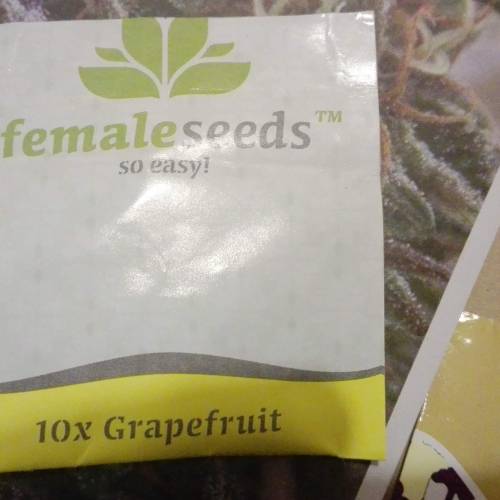 femaleseeds™
so easy!
10x Grapefruit